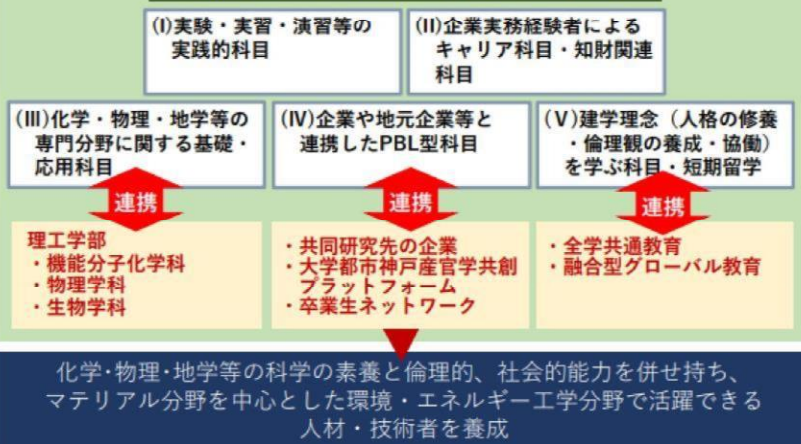 (I)実験・実習・演習等の
実践的科目
(II)企業実務経験者による
キャリア科目・知財関連
科目
(III)化学・物理・地学等の
専門分野に関する基礎・
応用科目
(IV)企業や地元企業等と
連携したPBL型科目
(V)建学理念（人格の修養
・倫理観の養成・協働）
を学ぶ科目・短期留学
連携
連携
連携
理工学部
・機能分子化学科
・物理学科
・生物学科
・共同研究先の企業
・大学都市神戸産官学共創
プラットフォーム
・卒業生ネットワーク
・全学共通教育
・融合型グローバル教育
化学・物理・地学等の科学の素養と倫理的、社会的能力を併せ持ち、
マテリアル分野を中心とした環境・エネルギー工学分野で活躍できる
人材・技術者を養成